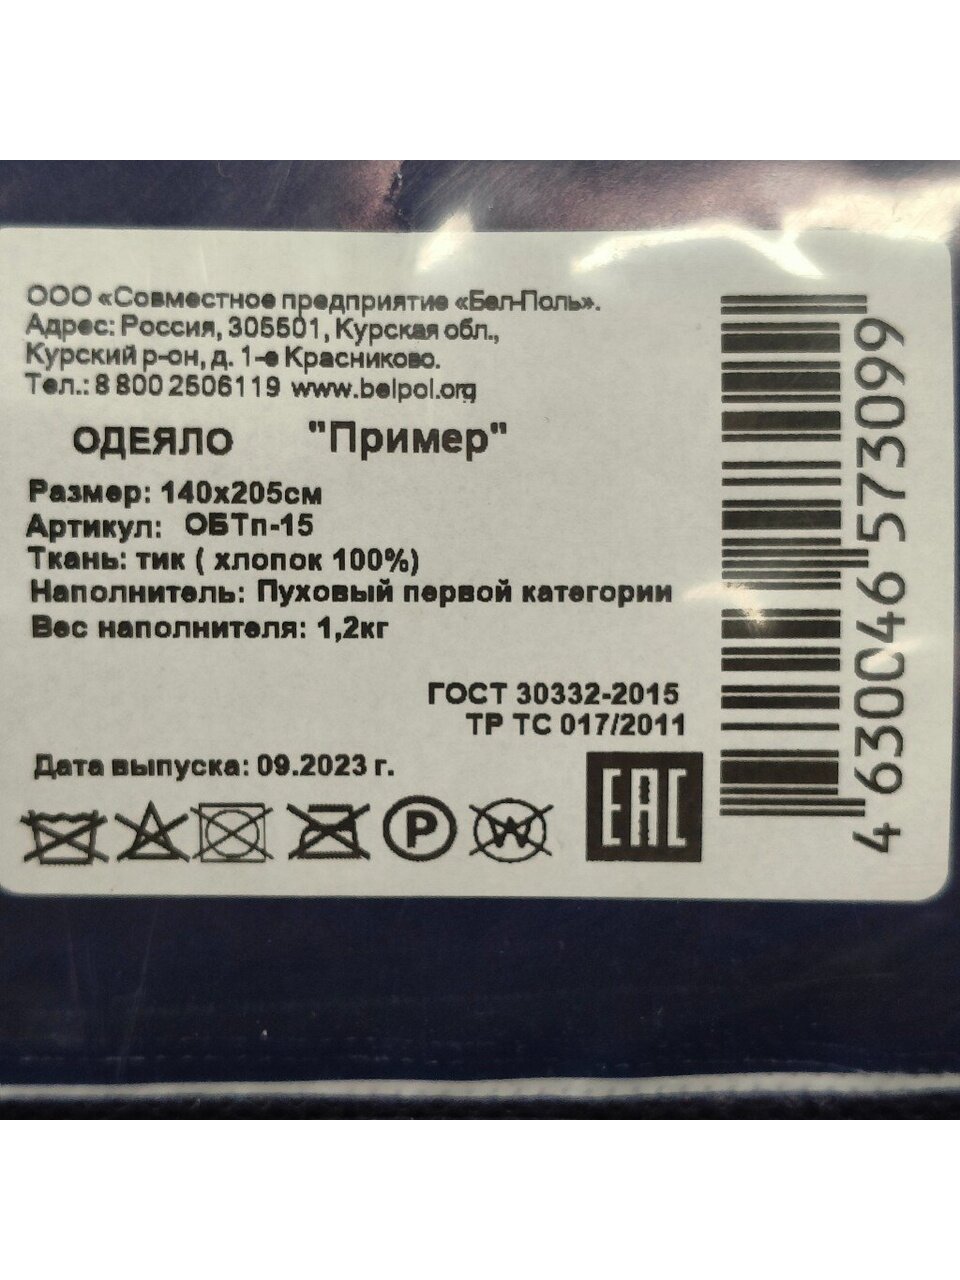 ООО «Совместное предприятие «Бел-Поль».
Адрес: Россия, 305501, Курская обл.,
Курский р-он, д. 1-е Красниково.
Тел.: 8 800 2506119 www.belpol.org
ОДЕЯЛО "Пример"
Размер: 140х205см
Артикул: ОБТп-15
Ткань: тик ( хлопок 100%)
Наполнитель: Пуховый первой категории
Вес наполнителя: 1,2кг
ГОСТ 30332-2015
ТР ТС 017/2011
Дата выпуска: 09.2023 г.
P W EAC
4 630046 573099